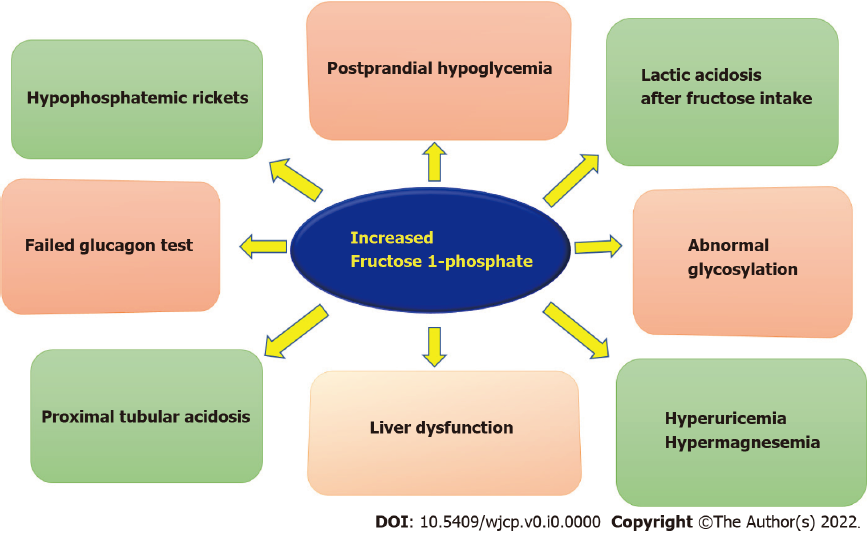 Postprandial hypoglycemia
Hypophosphatemic rickets
Lactic acidosis
after fructose intake
Failed glucagon test
Increased
Fructose 1-phosphate
Abnormal
glycosylation
Proximal tubular acidosis
Liver dysfunction
Hyperuricemia
Hypermagnesemia
DOI: 10.5409/wjcp.v0.i0.0000 Copyright ©The Author(s) 2022.